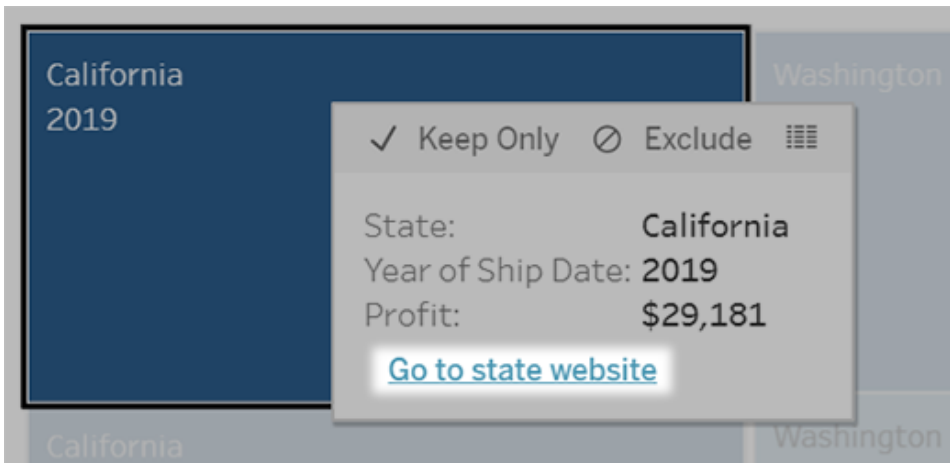 California
2019
Washington
Keep Only Exclude
State: California
Year of Ship Date: 2019
Profit: $29,181
Go to state website
California
Washington